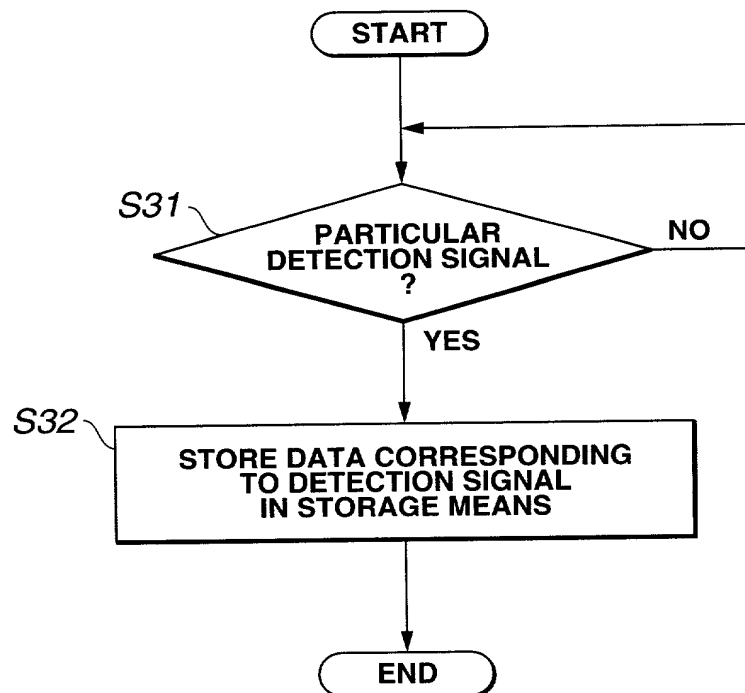 START
S31
PARTICULAR
DETECTION SIGNAL
?
NO
YES
S32
STORE DATA CORRESPONDING
TO DETECTION SIGNAL
IN STORAGE MEANS
END